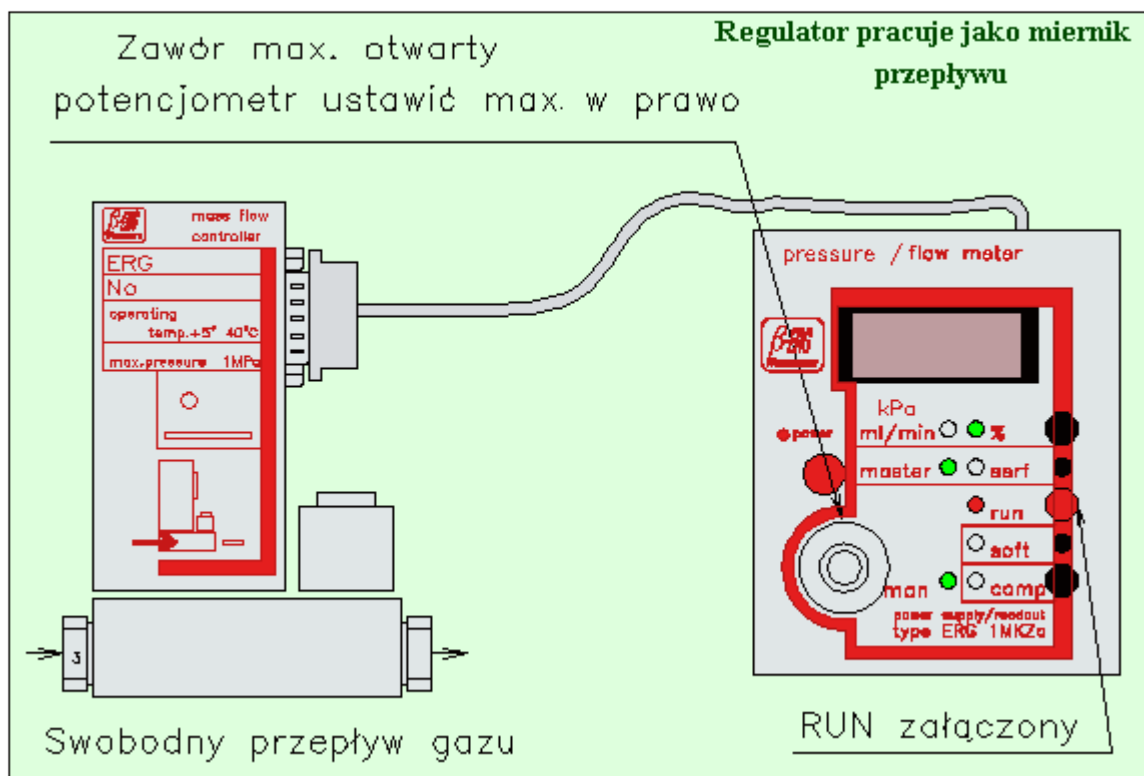 Regulator pracuje jako miernik
przepływu
Zawór max. otwarty
potencjometr ustawić max. w prawo
mass flow
controller
ERG
No
operating
temp.+5° 40°C
max.pressure 1MPa
pressure / flow meter
kPa
power
ml/min %
master serf
run
soft
man comp
power supply/readout
type ERG 1MKZa
3
Swobodny przepływ gazu
RUN załączony